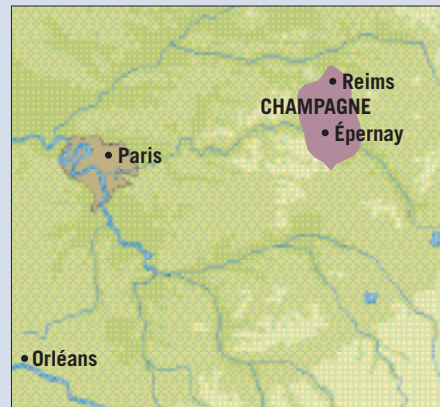 Reims
CHAMPAGNE
Épernay
Paris
Orléans